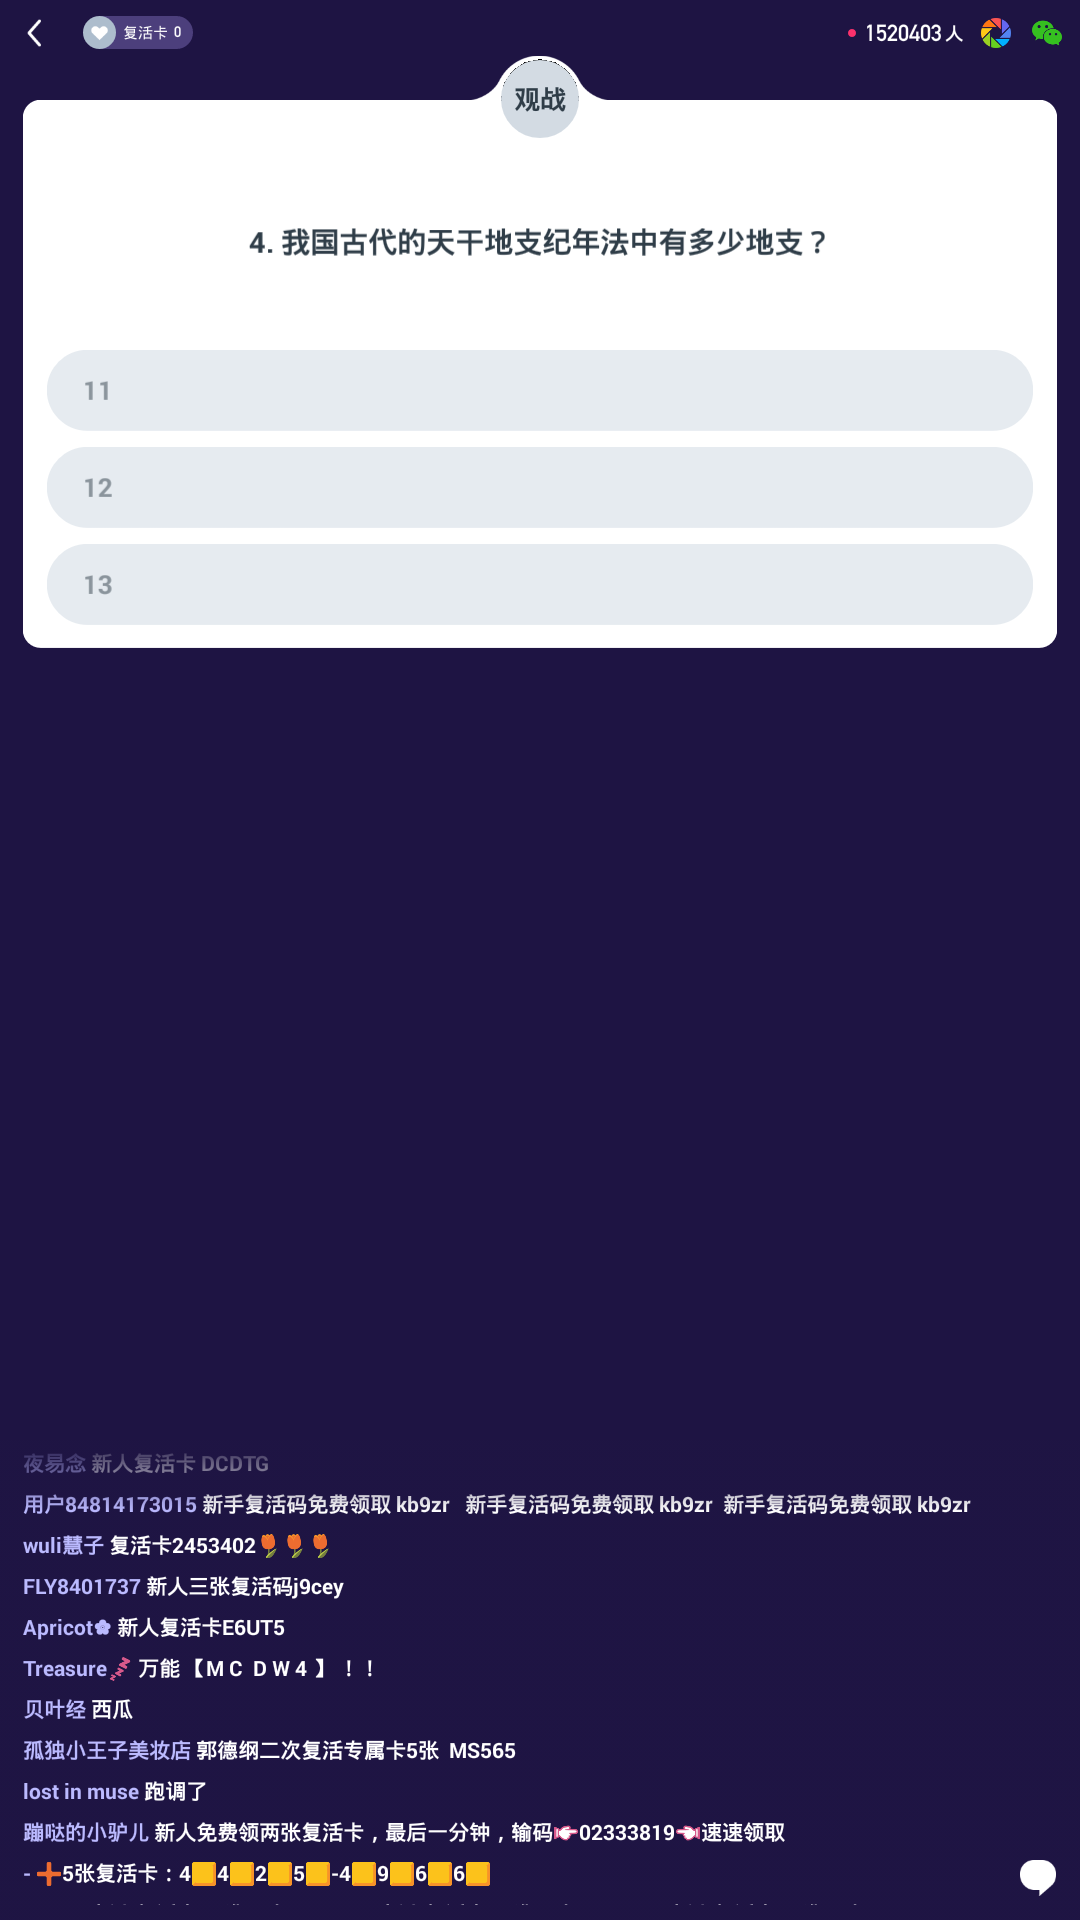 复活卡 0
1520403人
观战
4. 我国古代的天干地支纪年法中有多少地支？
11
12
13
夜易念 新人复活卡 DCDTG
用户84814173015 新手复活码免费领取 kb9zr 新手复活码免费领取 kb9zr 新手复活码免费领取 kb9zr
wuli慧子 复活卡2453402🌷🌷🌷
FLY8401737 新人三张复活码j9cey
Apricot✿ 新人复活卡E6UT5
Treasure 万能【M C D W 4 】！！
贝叶经 西瓜
孤独小王子美妆店 郭德纲二次复活专属卡5张 MS565
lost in muse 跑调了
蹦哒的小驴儿 新人免费领两张复活卡，最后一分钟，输码👉02333819👈速速领取
- ➕5张复活卡：4🟨4🟨2🟨5🟨-4🟨9🟨6🟨6🟨